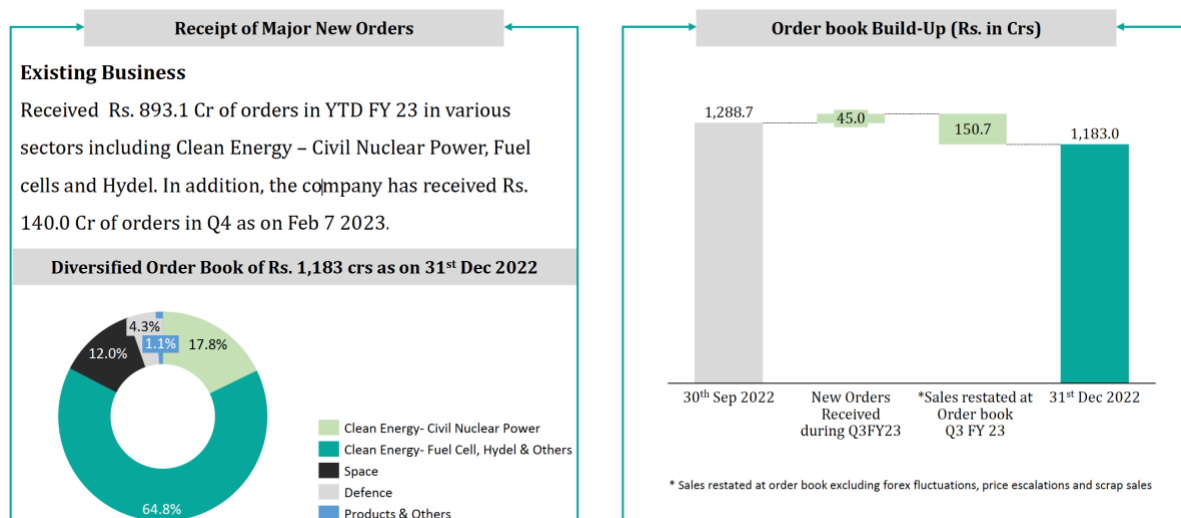 Receipt of Major New Orders
Existing Business
Received Rs. 893.1 Cr of orders in YTD FY 23 in various
sectors including Clean Energy – Civil Nuclear Power, Fuel
cells and Hydel. In addition, the company has received Rs.
140.0 Cr of orders in Q4 as on Feb 7 2023.
Diversified Order Book of Rs. 1,183 crs as on 31st Dec 2022
4.3%
1.1%
17.8%
12.0%
64.8%
Clean Energy- Civil Nuclear Power
Clean Energy- Fuel Cell, Hydel & Others
Space
Defence
Products & Others
Order book Build-Up (Rs. in Crs)
1,288.7
45.0
150.7
1,183.0
30th Sep 2022
New Orders
Received
during Q3FY23
*Sales restated at
Order book
Q3 FY 23
31st Dec 2022
* Sales restated at order book excluding forex fluctuations, price escalations and scrap sales